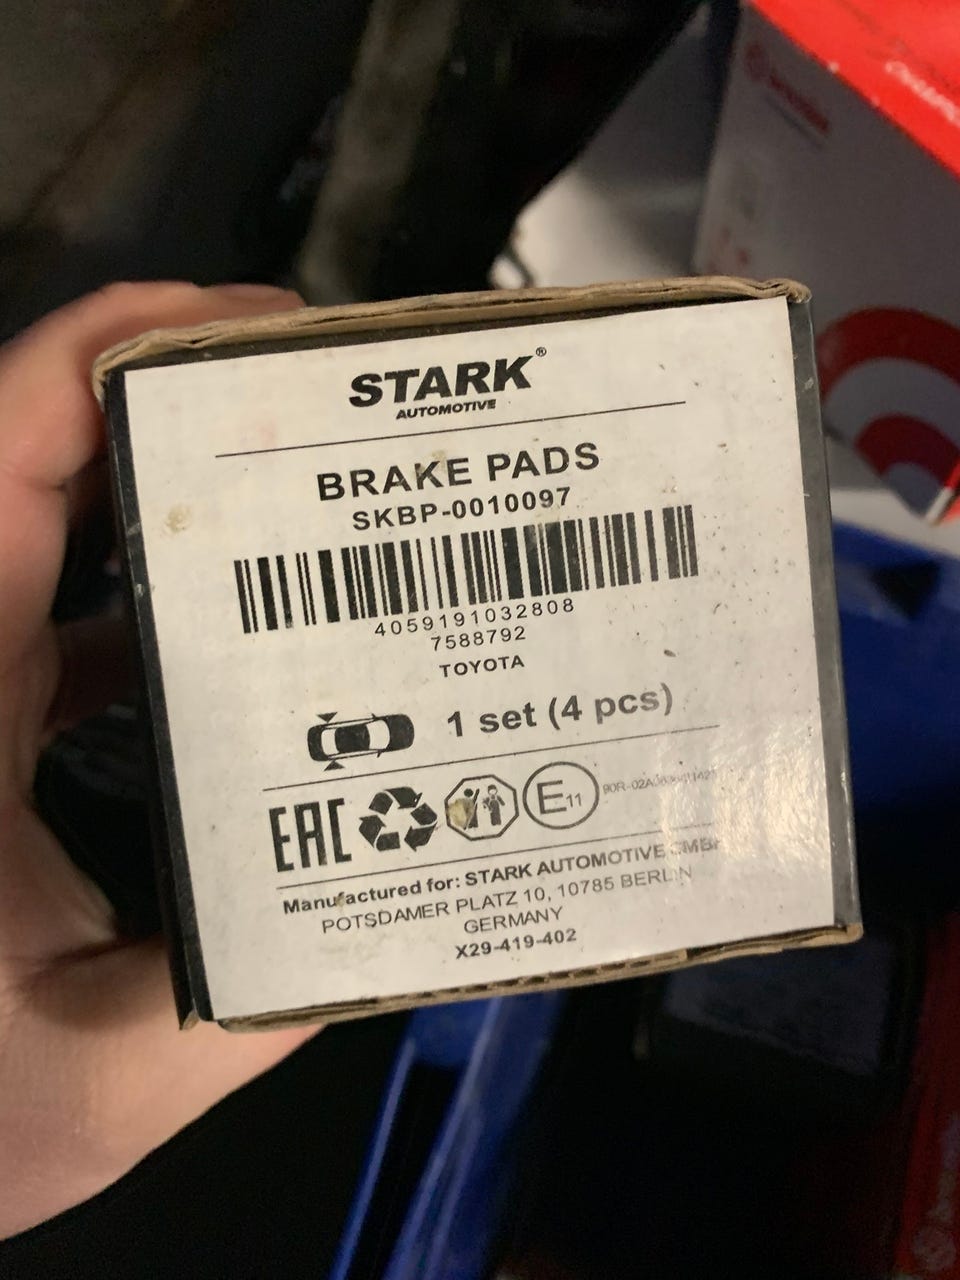 STARK®
AUTOMOTIVE
BRAKE PADS
SKBP-0010097
4059191032808
7588792
TOYOTA
1 set (4 pcs)
EAC
E11
Manufactured for: STARK AUTOMOTIVE GMBH
POTSDAMER PLATZ 10, 10785 BERLIN
GERMANY
X29-419-402